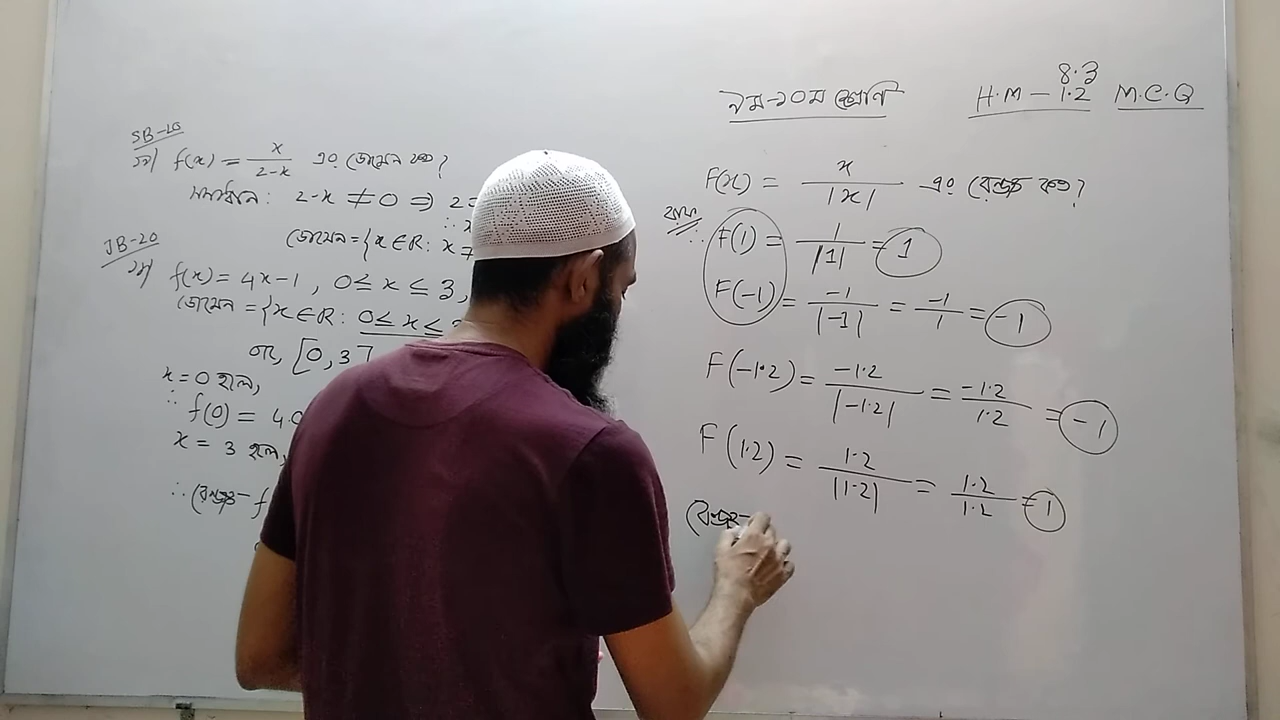 ৯ম-১০ম শ্রেণি H.M - 1.2 M.C.Q
8.3
SB-20
f(x) = x/(2-x) এর ডোমেন কত?
সমাধান: 2-x ≠ 0 ⇒ 2
∴ x
ডোমেন = {x ∈ R: x ≠
JB-20
f(x) = 4x-1, 0 ≤ x ≤ 3,
ডোমেন = {x ∈ R: 0 ≤ x ≤
বা, [0, 3]
x = 0 হলে,
∴ f(0) = 4.0
x = 3 হলে,
∴ রেঞ্জ f
F(x) = x/|x| এর রেঞ্জ কত?
∴ F(1) = 1/|1| = 1
F(-1) = -1/|-1| = -1/1 = -1
F(-1.2) = -1.2/|-1.2| = -1.2/1.2 = -1
F(1.2) = 1.2/|1.2| = 1.2/1.2 = 1
রেঞ্জ